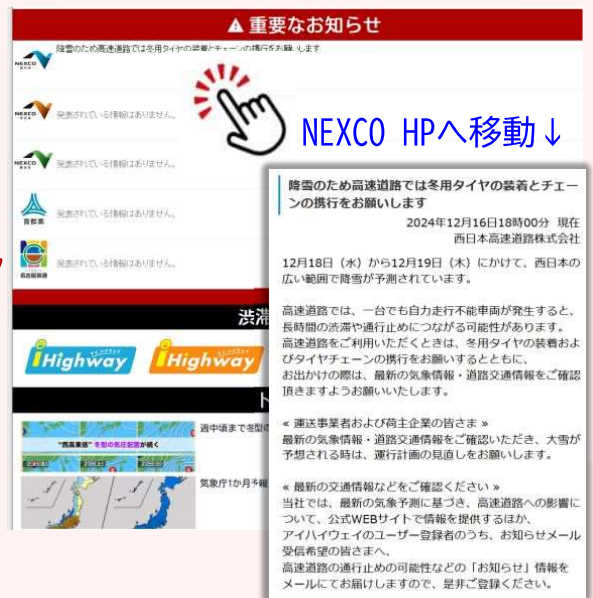 重要なお知らせ
NEXCO
降雪のため高速道路では冬用タイヤの装着とチェーンの携行をお願いします
NEXCO
発表されている情報はありません。
NEXCO HPへ移動↓
NEXCO
発表されている情報はありません。
首都高
発表されている情報はありません。
名古屋高速
発表されている情報はありません。
渋滞
iHighway
iHighway
ト
"西高東低" 冬型の気圧配置が続く
週中頃まで冬型の
気象庁1か月予報
降雪のため高速道路では冬用タイヤの装着とチェー
ンの携行をお願いします
2024年12月16日18時00分 現在
西日本高速道路株式会社
12月18日（水）から12月19日（木）にかけて、西日本の
広い範囲で降雪が予測されています。
高速道路では、一台でも自力走行不能車両が発生すると、
長時間の渋滞や通行止めにつながる可能性があります。
高速道路をご利用いただくときは、冬用タイヤの装着およ
びタイヤチェーンの携行をお願いするとともに、
お出かけの際は、最新の気象情報・道路交通情報をご確認
頂きますようお願いいたします。
« 運送事業者および荷主企業の皆さま »
最新の気象情報・道路交通情報をご確認いただき、大雪が
予想される時は、運行計画の見直しをお願いします。
« 最新の交通情報などをご確認ください »
当社では、最新の気象予測に基づき、高速道路への影響に
ついて、公式WEBサイトで情報を提供するほか、
アイハイウェイのユーザー登録者のうち、お知らせメール
受信希望の皆さまへ、
高速道路の通行止めの可能性などの「お知らせ」情報を
メールにてお届けしますので、是非ご登録ください。